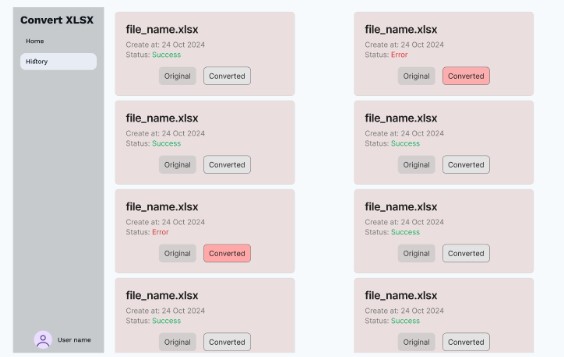 Convert XLSX
Home
History
User name
file_name.xlsx
Create at: 24 Oct 2024
Status: Success
Original Converted
file_name.xlsx
Create at: 24 Oct 2024
Status: Error
Original Converted
file_name.xlsx
Create at: 24 Oct 2024
Status: Success
Original Converted
file_name.xlsx
Create at: 24 Oct 2024
Status: Success
Original Converted
file_name.xlsx
Create at: 24 Oct 2024
Status: Error
Original Converted
file_name.xlsx
Create at: 24 Oct 2024
Status: Success
Original Converted
file_name.xlsx
Create at: 24 Oct 2024
Status: Success
Original Converted
file_name.xlsx
Create at: 24 Oct 2024
Status: Success
Original Converted